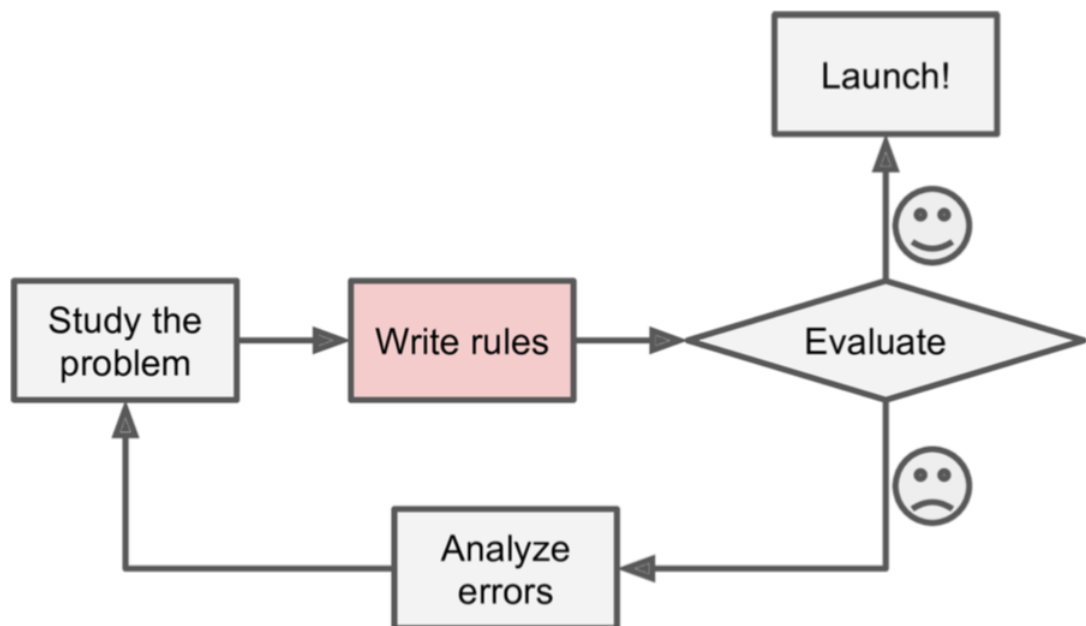 Launch!
Study the
problem
Write rules
Evaluate
Analyze
errors